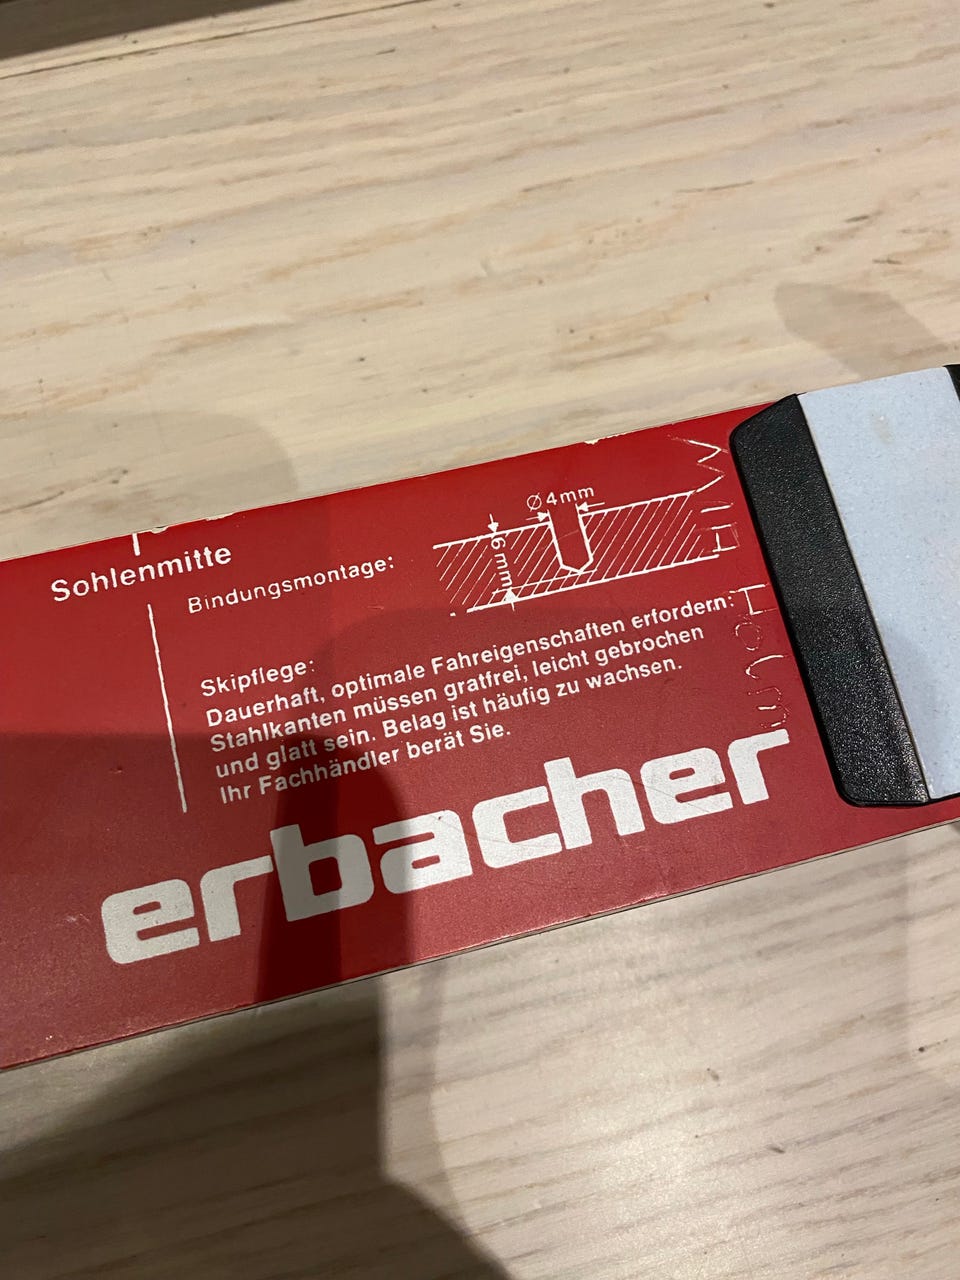 Sohlenmitte
Bindungsmontage:
Ø4mm
6mm
Skipflege:
Dauerhaft, optimale Fahreigenschaften erfordern:
Stahlkanten müssen gratfrei, leicht gebrochen
und glatt sein. Belag ist häufig zu wachsen.
Ihr Fachhändler berät Sie.
erbacher
Holm